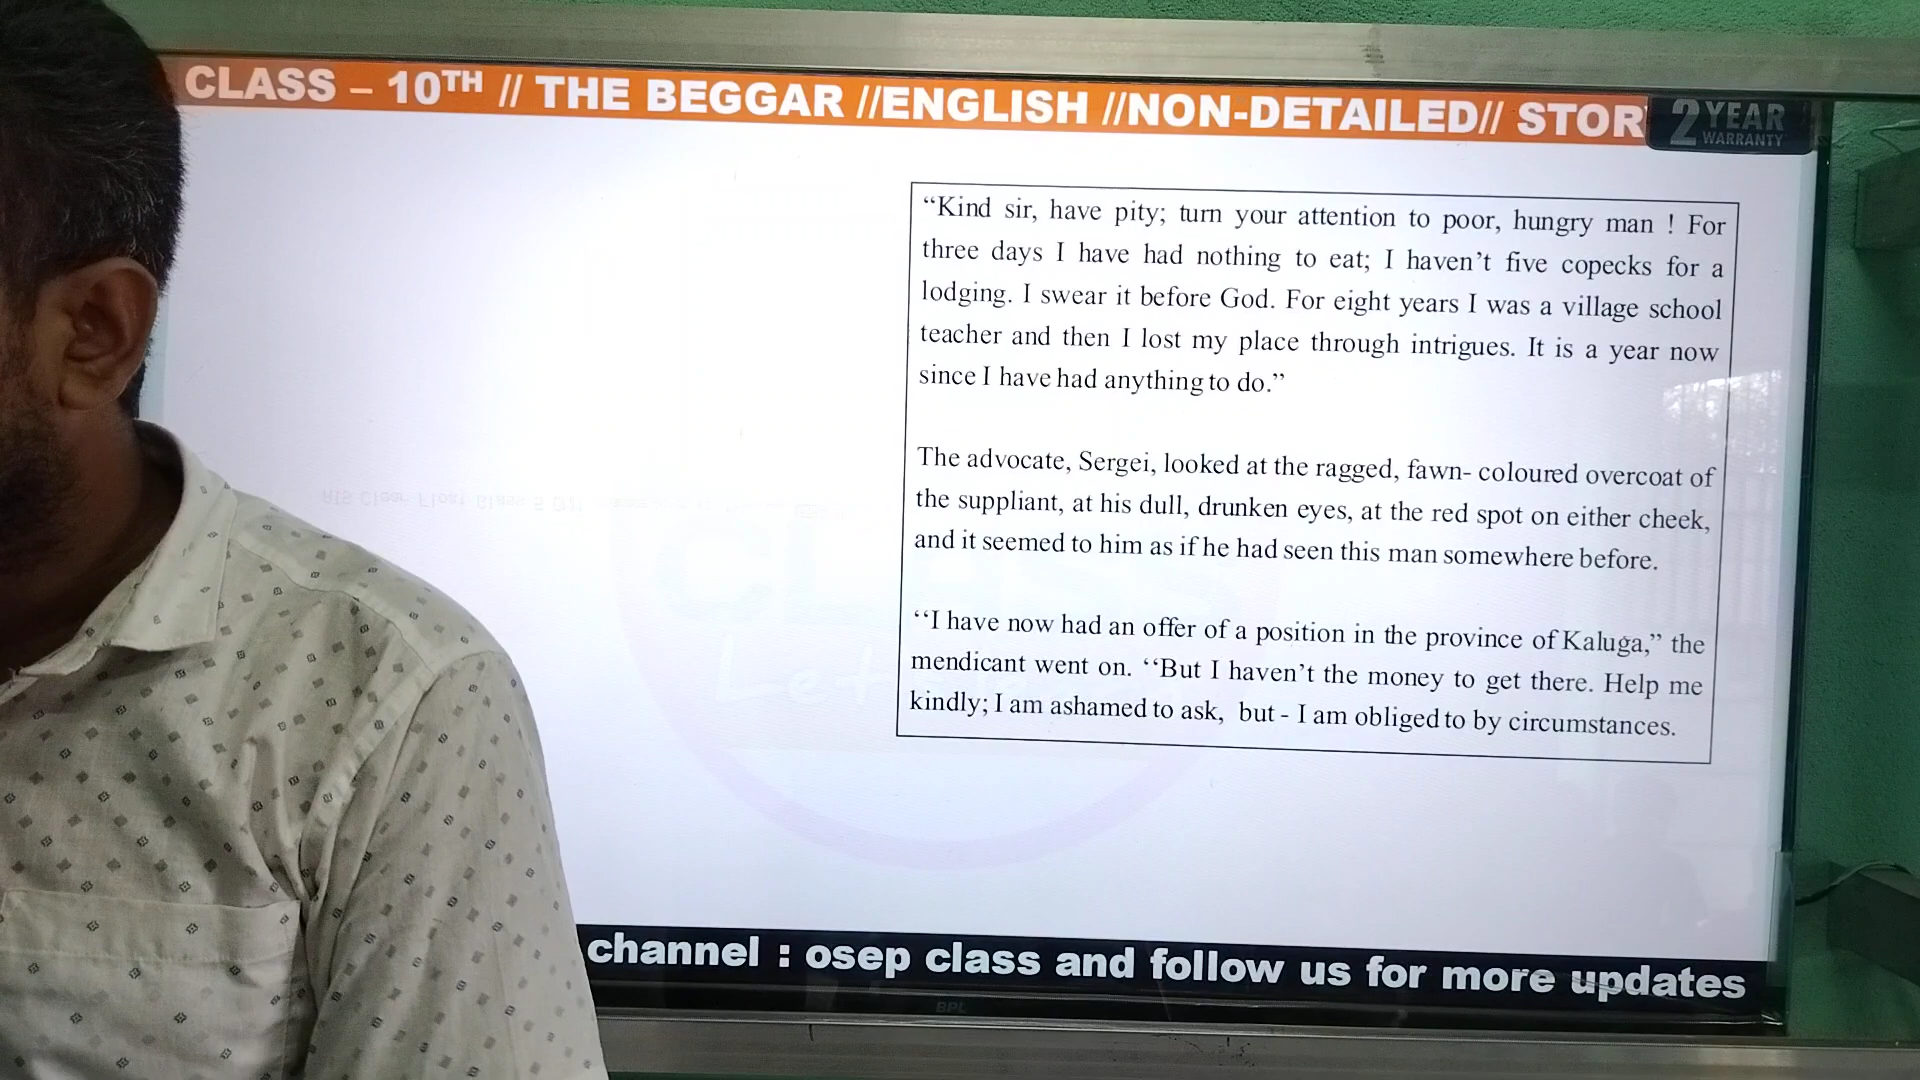 CLASS – 10TH // THE BEGGAR //ENGLISH //NON-DETAILED// STOR
2 YEAR
WARRANTY
“Kind sir, have pity; turn your attention to poor, hungry man ! For
three days I have had nothing to eat; I haven’t five copecks for a
lodging. I swear it before God. For eight years I was a village school
teacher and then I lost my place through intrigues. It is a year now
since I have had anything to do.”
The advocate, Sergei, looked at the ragged, fawn- coloured overcoat of
the suppliant, at his dull, drunken eyes, at the red spot on either cheek,
and it seemed to him as if he had seen this man somewhere before.
‘‘I have now had an offer of a position in the province of Kaluga,” the
mendicant went on. ‘‘But I haven’t the money to get there. Help me
kindly; I am ashamed to ask, but - I am obliged to by circumstances.
channel : osep class and follow us for more updates
BPL